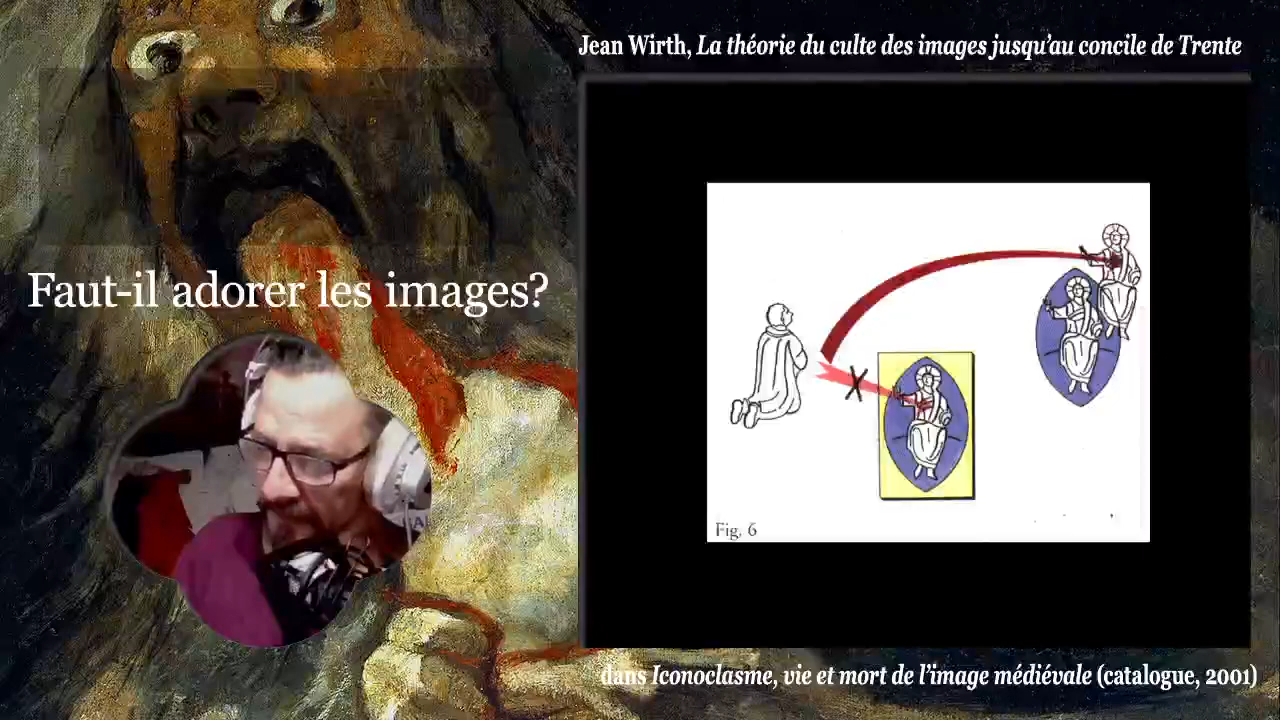 Jean Wirth, La théorie du culte des images jusqu'au concile de Trente
Faut-il adorer les images?
Fig. 6
dans Iconoclasme, vie et mort de l'image médiévale (catalogue, 2001)